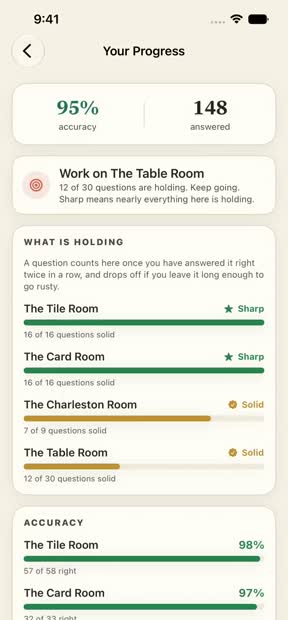 9:41
Your Progress
95%
accuracy
148
answered
Work on The Table Room
12 of 30 questions are holding. Keep going.
Sharp means nearly everything here is holding.
WHAT IS HOLDING
A question counts here once you have answered it right
twice in a row, and drops off if you leave it long enough to
go rusty.
The Tile Room
Sharp
16 of 16 questions solid
The Card Room
Sharp
16 of 16 questions solid
The Charleston Room
Solid
7 of 9 questions solid
The Table Room
Solid
12 of 30 questions solid
ACCURACY
The Tile Room
98%
57 of 58 right
The Card Room
97%
32 of 33 right